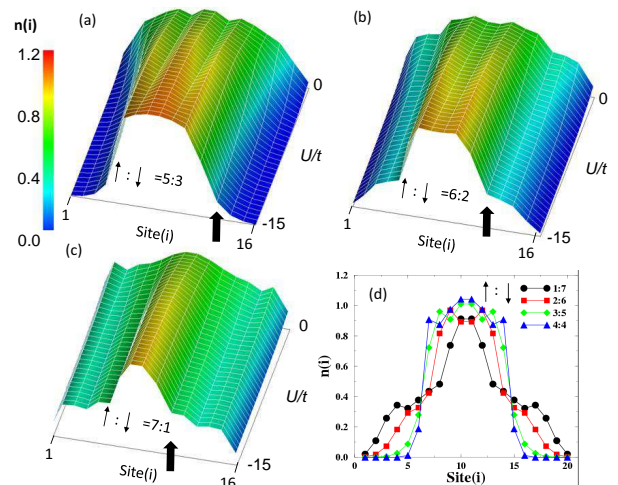 n(i)
1.2
0.8
0.4
0.0
(a)
0
U/t
-15
↑ : ↓ =5:3
1
Site(i)
16
(b)
0
U/t
-15
↑ : ↓ =6:2
1
Site(i)
16
(c)
0
U/t
-15
↑ : ↓ =7:1
1
Site(i)
16
(d)
↑ : ↓
1:7
2:6
3:5
4:4
n(i)
1.2
1.0
0.8
0.6
0.4
0.2
0.0
0 5 10 15 20
Site(i)